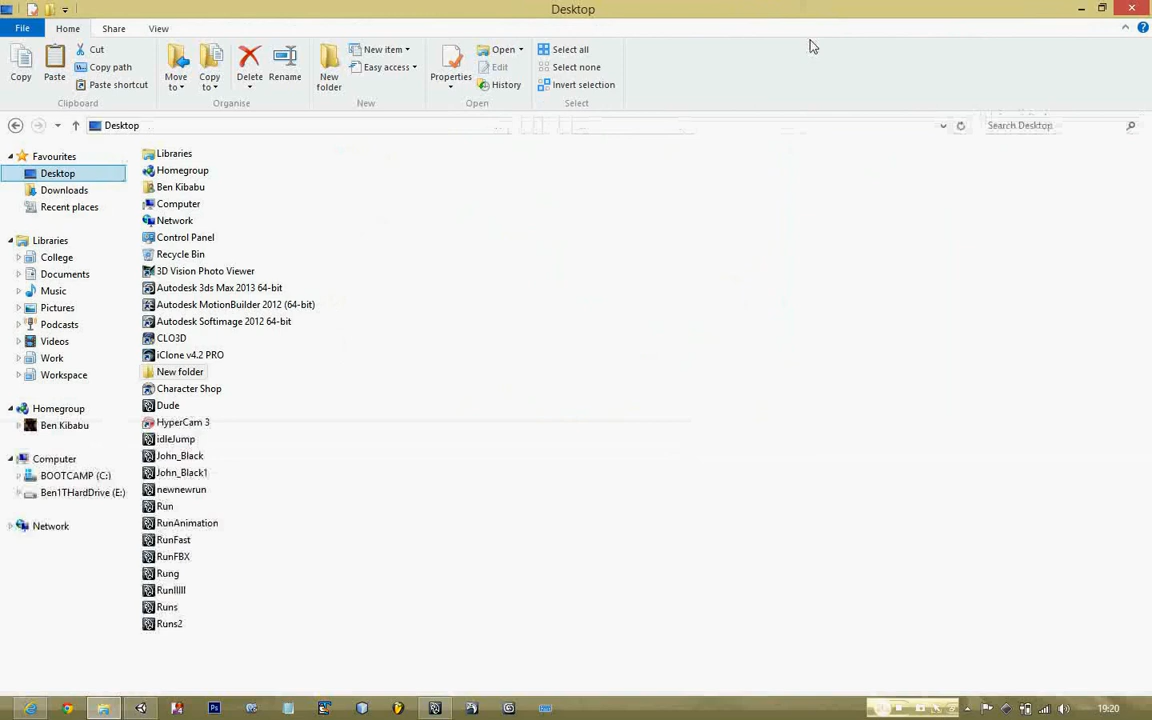 Desktop
File Home Share View
Copy Paste Cut Copy path Paste shortcut Move to Copy to Delete Rename New folder New item Easy access Properties Open Edit History Select all Select none Invert selection
Clipboard Organise New Open Select
Desktop Search Desktop
Favourites
Desktop
Downloads
Recent places
Libraries
College
Documents
Music
Pictures
Podcasts
Videos
Work
Workspace
Homegroup
Ben Kibabu
Computer
BOOTCAMP (C:)
Ben1THardDrive (E:)
Network
Libraries
Homegroup
Ben Kibabu
Computer
Network
Control Panel
Recycle Bin
3D Vision Photo Viewer
Autodesk 3ds Max 2013 64-bit
Autodesk MotionBuilder 2012 (64-bit)
Autodesk Softimage 2012 64-bit
CLO3D
iClone v4.2 PRO
New folder
Character Shop
Dude
HyperCam 3
idleJump
John_Black
John_Black1
newnewrun
Run
RunAnimation
RunFast
RunFBX
Rung
Runs
Runs2
19:20